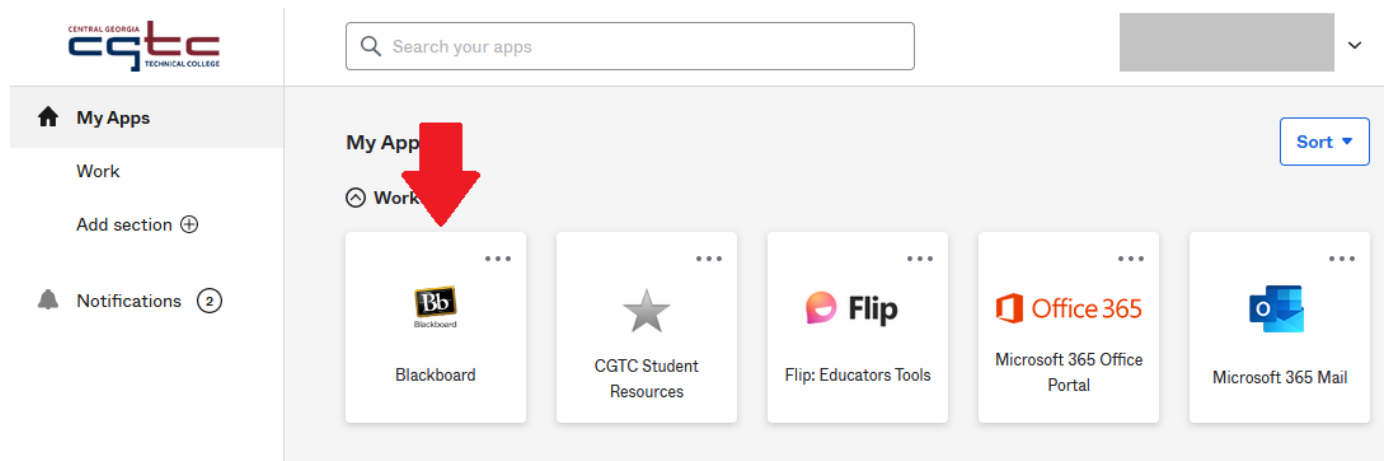 CENTRAL GEORGIA
cgtc
TECHNICAL COLLEGE
Search your apps
My Apps
Work
Add section
Notifications 2
My App
Sort
Work
Bb
Blackboard
Blackboard
CGTC Student
Resources
Flip
Flip: Educators Tools
Office 365
Microsoft 365 Office
Portal
O
Microsoft 365 Mail